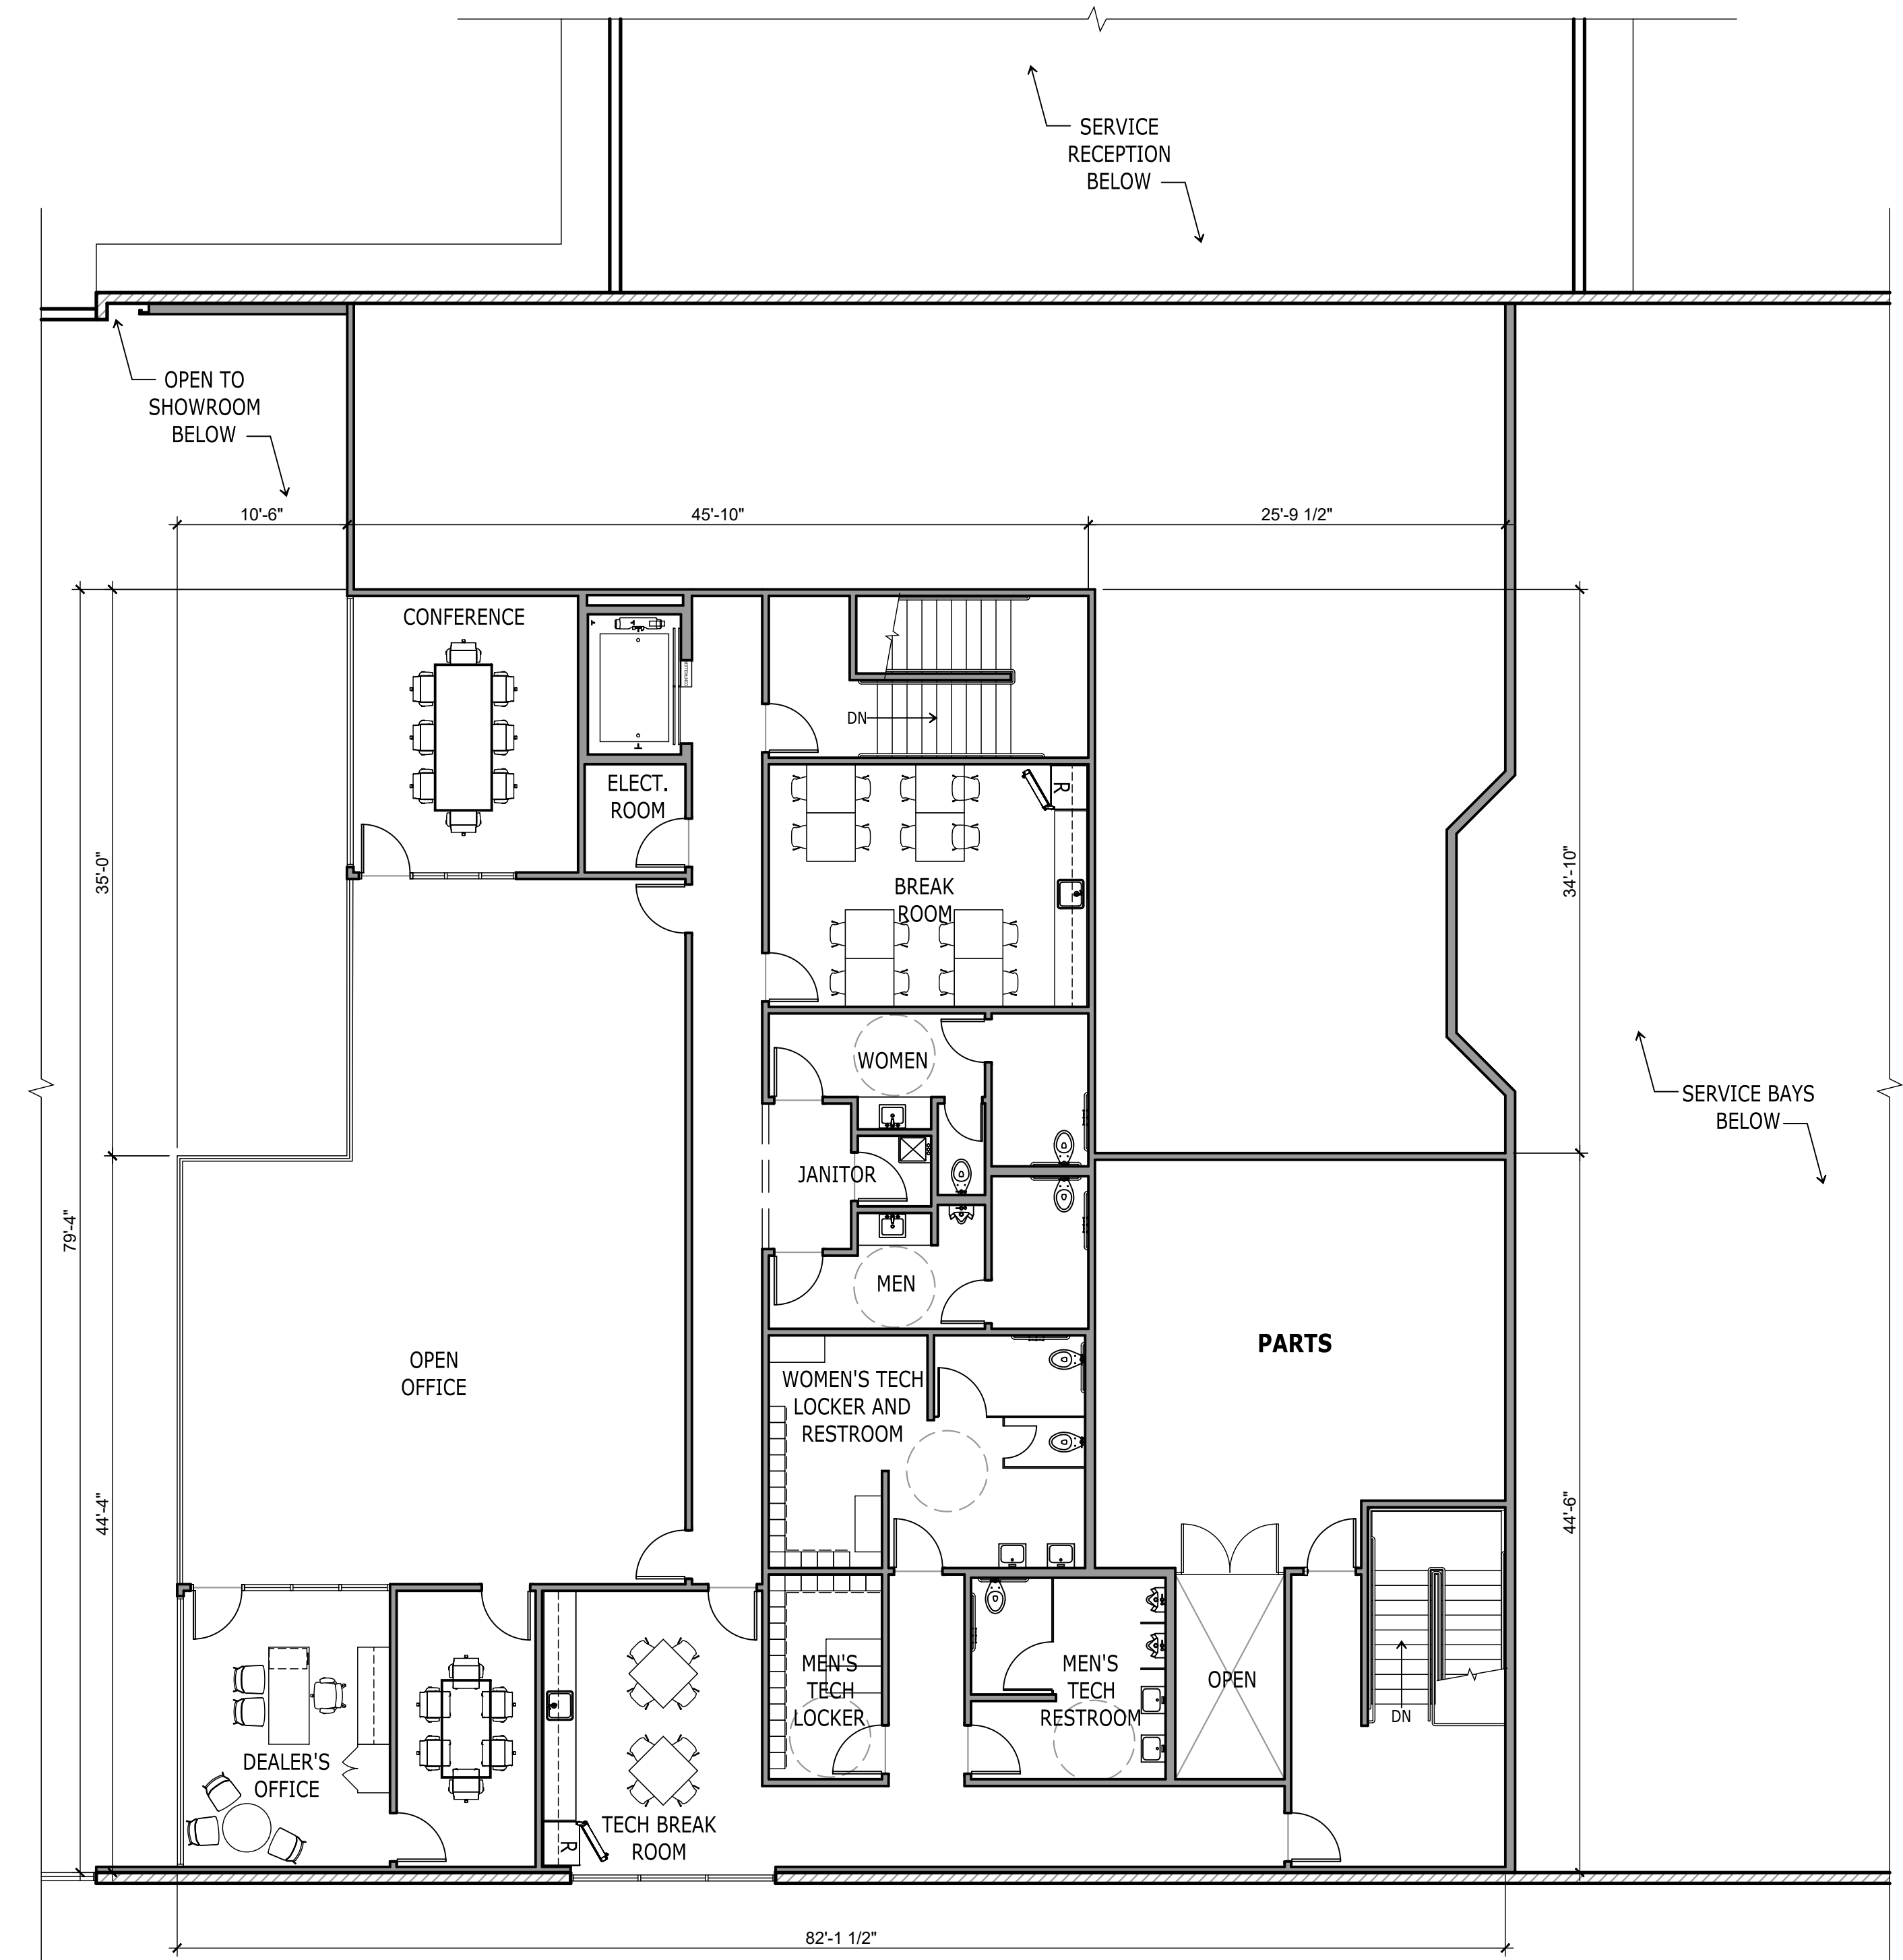 SERVICE
RECEPTION
BELOW
OPEN TO
SHOWROOM
BELOW
10'-6"
45'-10"
25'-9 1/2"
CONFERENCE
DN
ELECT.
ROOM
R
BREAK
ROOM
35'-0"
34'-10"
WOMEN
SERVICE BAYS
BELOW
JANITOR
79'-4"
MEN
PARTS
OPEN
OFFICE
WOMEN'S TECH
LOCKER AND
RESTROOM
44'-4"
44'-6"
MEN'S
TECH
LOCKER
MEN'S
TECH
RESTROOM
OPEN
DN
DEALER'S
OFFICE
TECH BREAK
ROOM
R
82'-1 1/2"